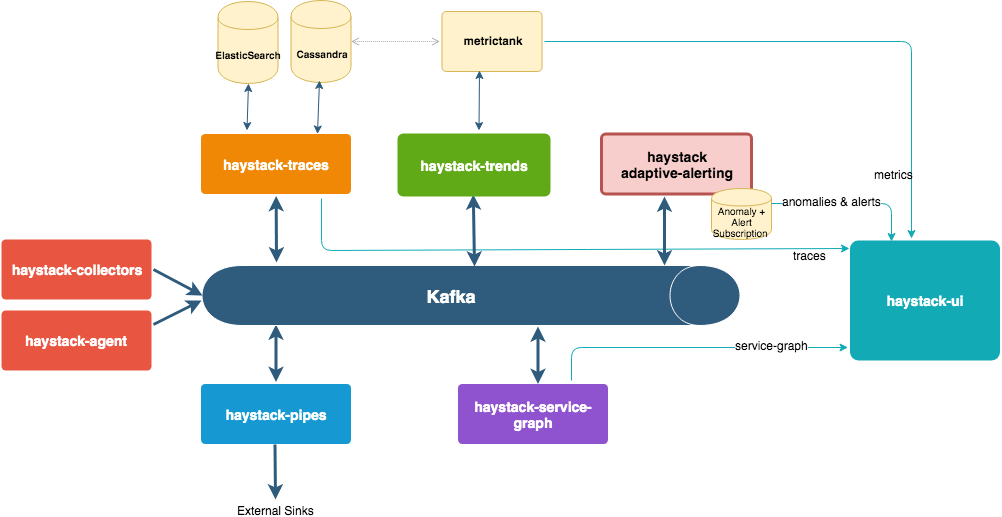 ElasticSearch
Cassandra
metrictank
haystack-traces
haystack-trends
haystack
adaptive-alerting
metrics
Anomaly +
Alert
Subscription
anomalies & alerts
traces
haystack-collectors
haystack-agent
Kafka
haystack-ui
service-graph
haystack-pipes
haystack-service-
graph
External Sinks